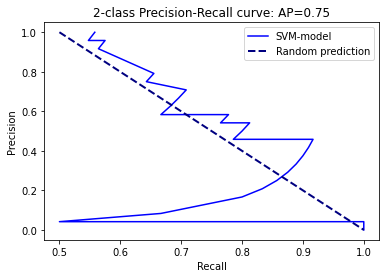 2-class Precision-Recall curve: AP=0.75
SVM-model
Random prediction
1.0
0.8
0.6
0.4
0.2
0.0
Precision
0.5
0.6
0.7
0.8
0.9
1.0
Recall